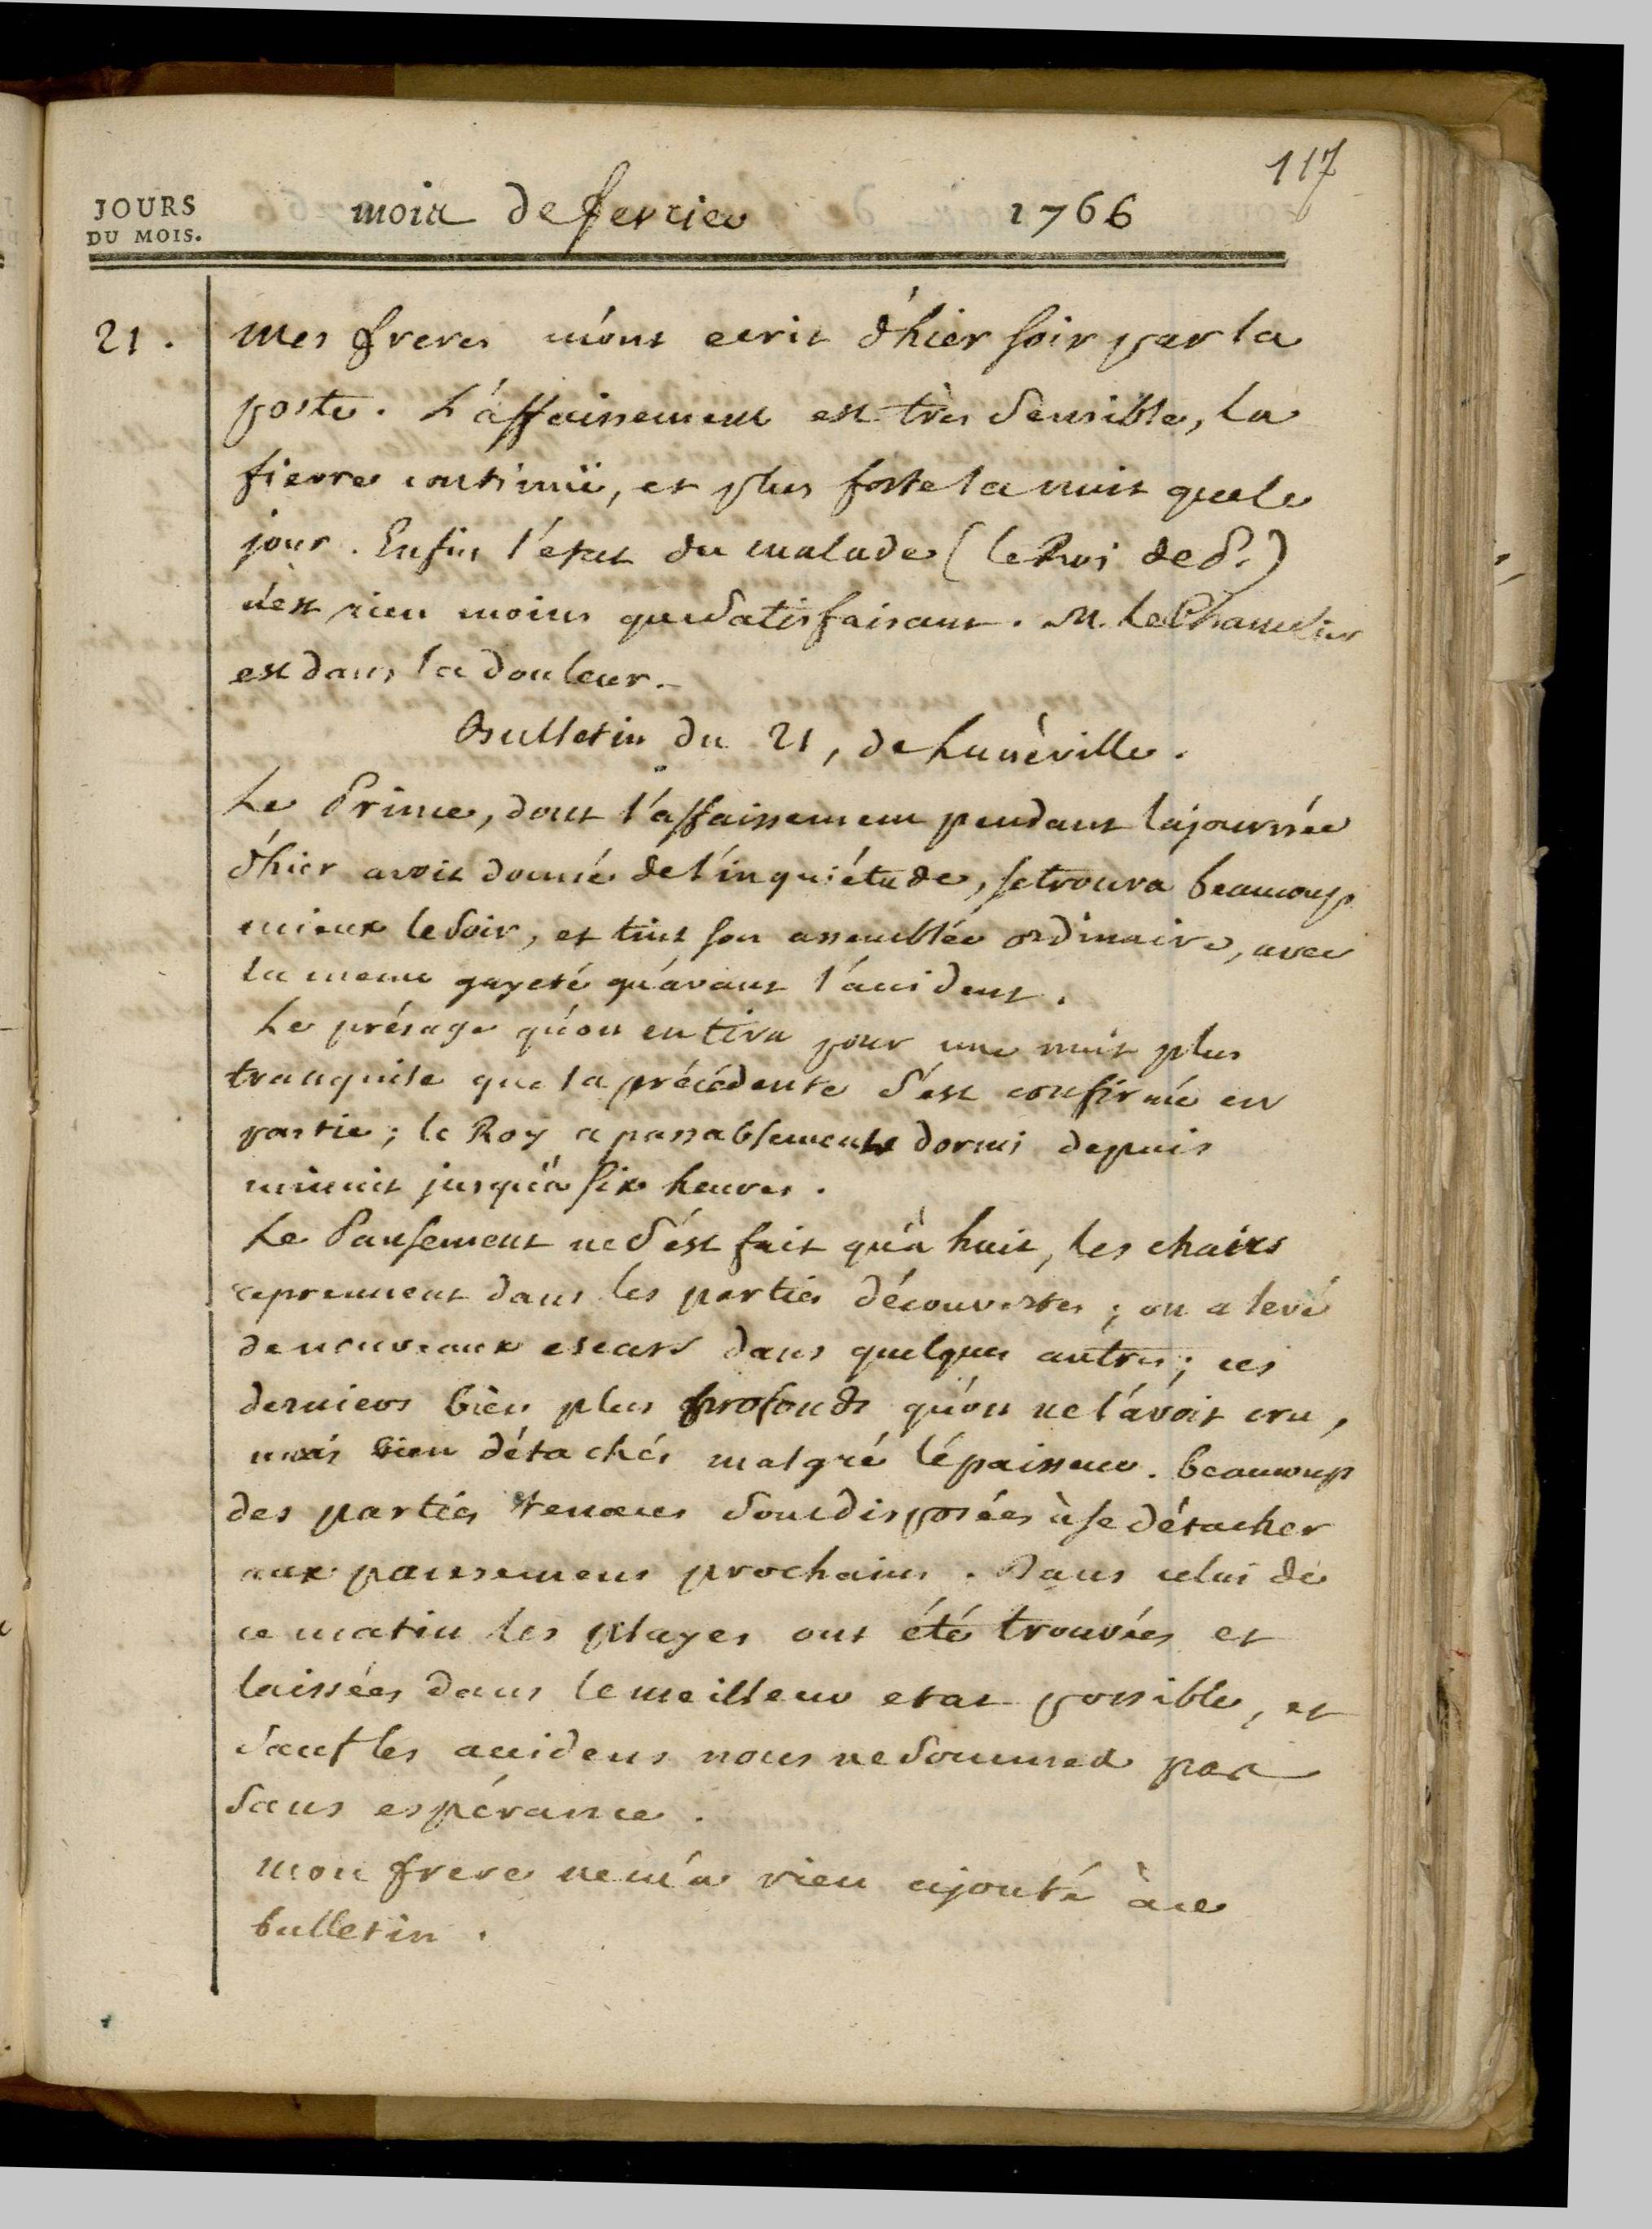 117
JOURS
DU MOIS.
mois de fevrier 1766
21. Mes freres m'ont ecrit d'hier soir par la
poste. L'affaissement est très sensible, la
fievre continuë, et plus forte la nuit que le
jour. Enfin l'etat du malade (le Roi de P.)
n'est rien moins que satisfaisant. M. le Chancelier
est dans la douleur.
Bulletin du 21, de Lunéville.
Le Prince, dont l'affaissement pendant la journée
d'hier avoit donné de l'inquiétude, se trouva beaucoup
mieux le soir, et tint son assemblée ordinaire, avec
la meme gayeté qu'avant l'accident.
Le présage qu'on en tira pour une nuit plus
tranquile que la précédente s'est confirmé en
partie; le Roy a passablement dormi depuis
minuit jusqu'à six heures.
Le Pansement ne s'est fait qu'à huit, les chairs
reprennent dans les parties découvertes; on a levé
de nouveaux escars dans quelques autres; ces
derniers bien plus profonds qu'on ne l'avoit cru,
mais bien détachés malgré l'épaisseur. beaucoup
des parties sont disposées à se détacher
aux pansemens prochains. Dans celui de
ce matin les playes ont été trouvées et
laissées dans le meilleur etat possible, et
sauf les accidens nous ne sommes pas
sans espérance.
Mon frere ne m'a rien ajouté à ce
bulletin.